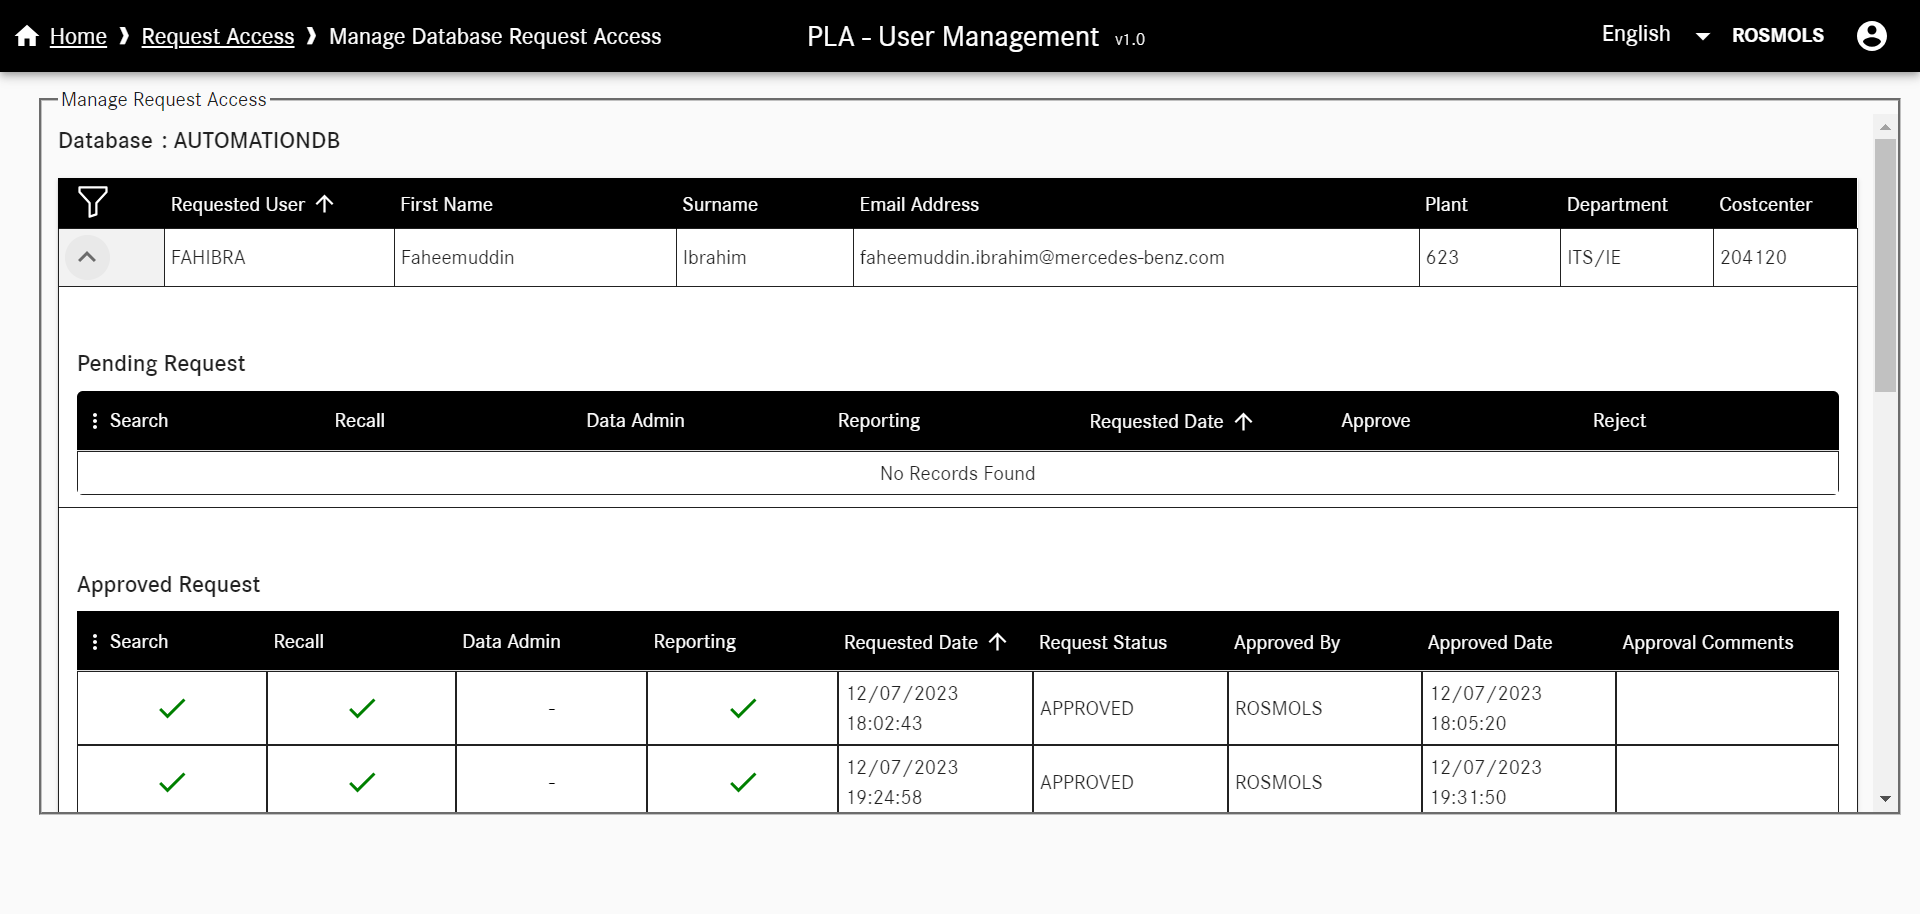 Home ❱ Request Access ❱ Manage Database Request Access
PLA - User Management v1.0
English
ROSMOLS
Manage Request Access
Database : AUTOMATIONDB
Requested User First Name Surname Email Address Plant Department Costcenter
FAHIBRA Faheemuddin Ibrahim faheemuddin.ibrahim@mercedes-benz.com 623 ITS/IE 204120
Pending Request
Search Recall Data Admin Reporting Requested Date Approve Reject
No Records Found
Approved Request
Search Recall Data Admin Reporting Requested Date Request Status Approved By Approved Date Approval Comments
- 12/07/2023 18:02:43 APPROVED ROSMOLS 12/07/2023 18:05:20
- 12/07/2023 19:24:58 APPROVED ROSMOLS 12/07/2023 19:31:50